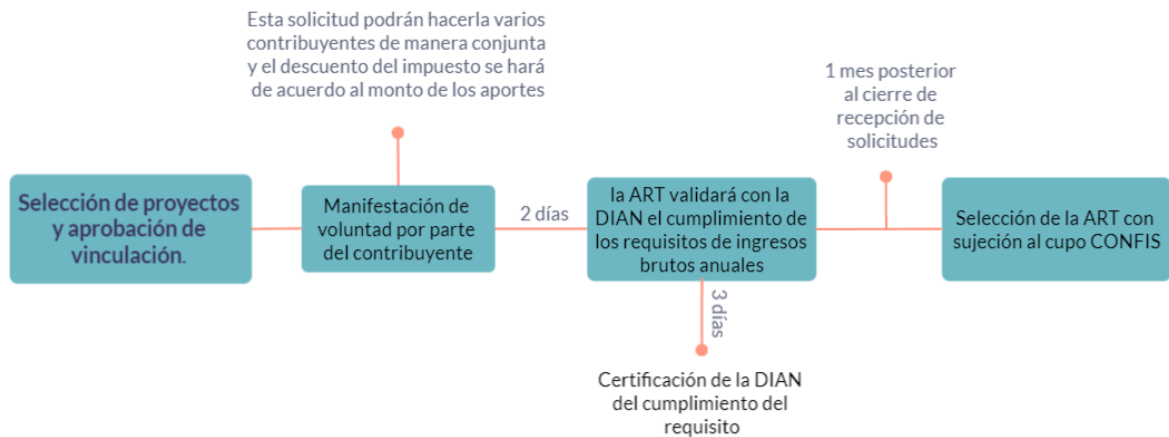 Esta solicitud podrán hacerla varios
contribuyentes de manera conjunta
y el descuento del impuesto se hará
de acuerdo al monto de los aportes
1 mes posterior
al cierre de
recepción de
solicitudes
Selección de proyectos
y aprobación de
vinculación.
Manifestación de
voluntad por parte
del contribuyente
2 días
la ART validará con la
DIAN el cumplimiento de
los requisitos de ingresos
brutos anuales
Selección de la ART con
sujeción al cupo CONFIS
3 días
Certificación de la DIAN
del cumplimiento del
requisito